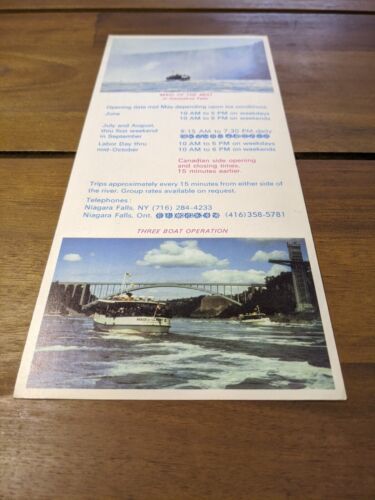 MAID OF THE MIST
at Horseshoe Falls
Opening date mid May depending upon ice conditions.
June 10 AM to 5 PM on weekdays
10 AM to 6 PM on weekends
July and August,
thru first weekend 9:15 AM to 7:30 PM daily
in September
Labor Day thru 10 AM to 5 PM on weekdays
mid-October 10 AM to 6 PM on weekends
Canadian side opening
and closing times,
15 minutes earlier.
Trips approximately every 15 minutes from either side of
the river. Group rates available on request.
Telephones:
Niagara Falls, NY (716) 284-4233
Niagara Falls, Ont. (416) 358-5781
THREE BOAT OPERATION